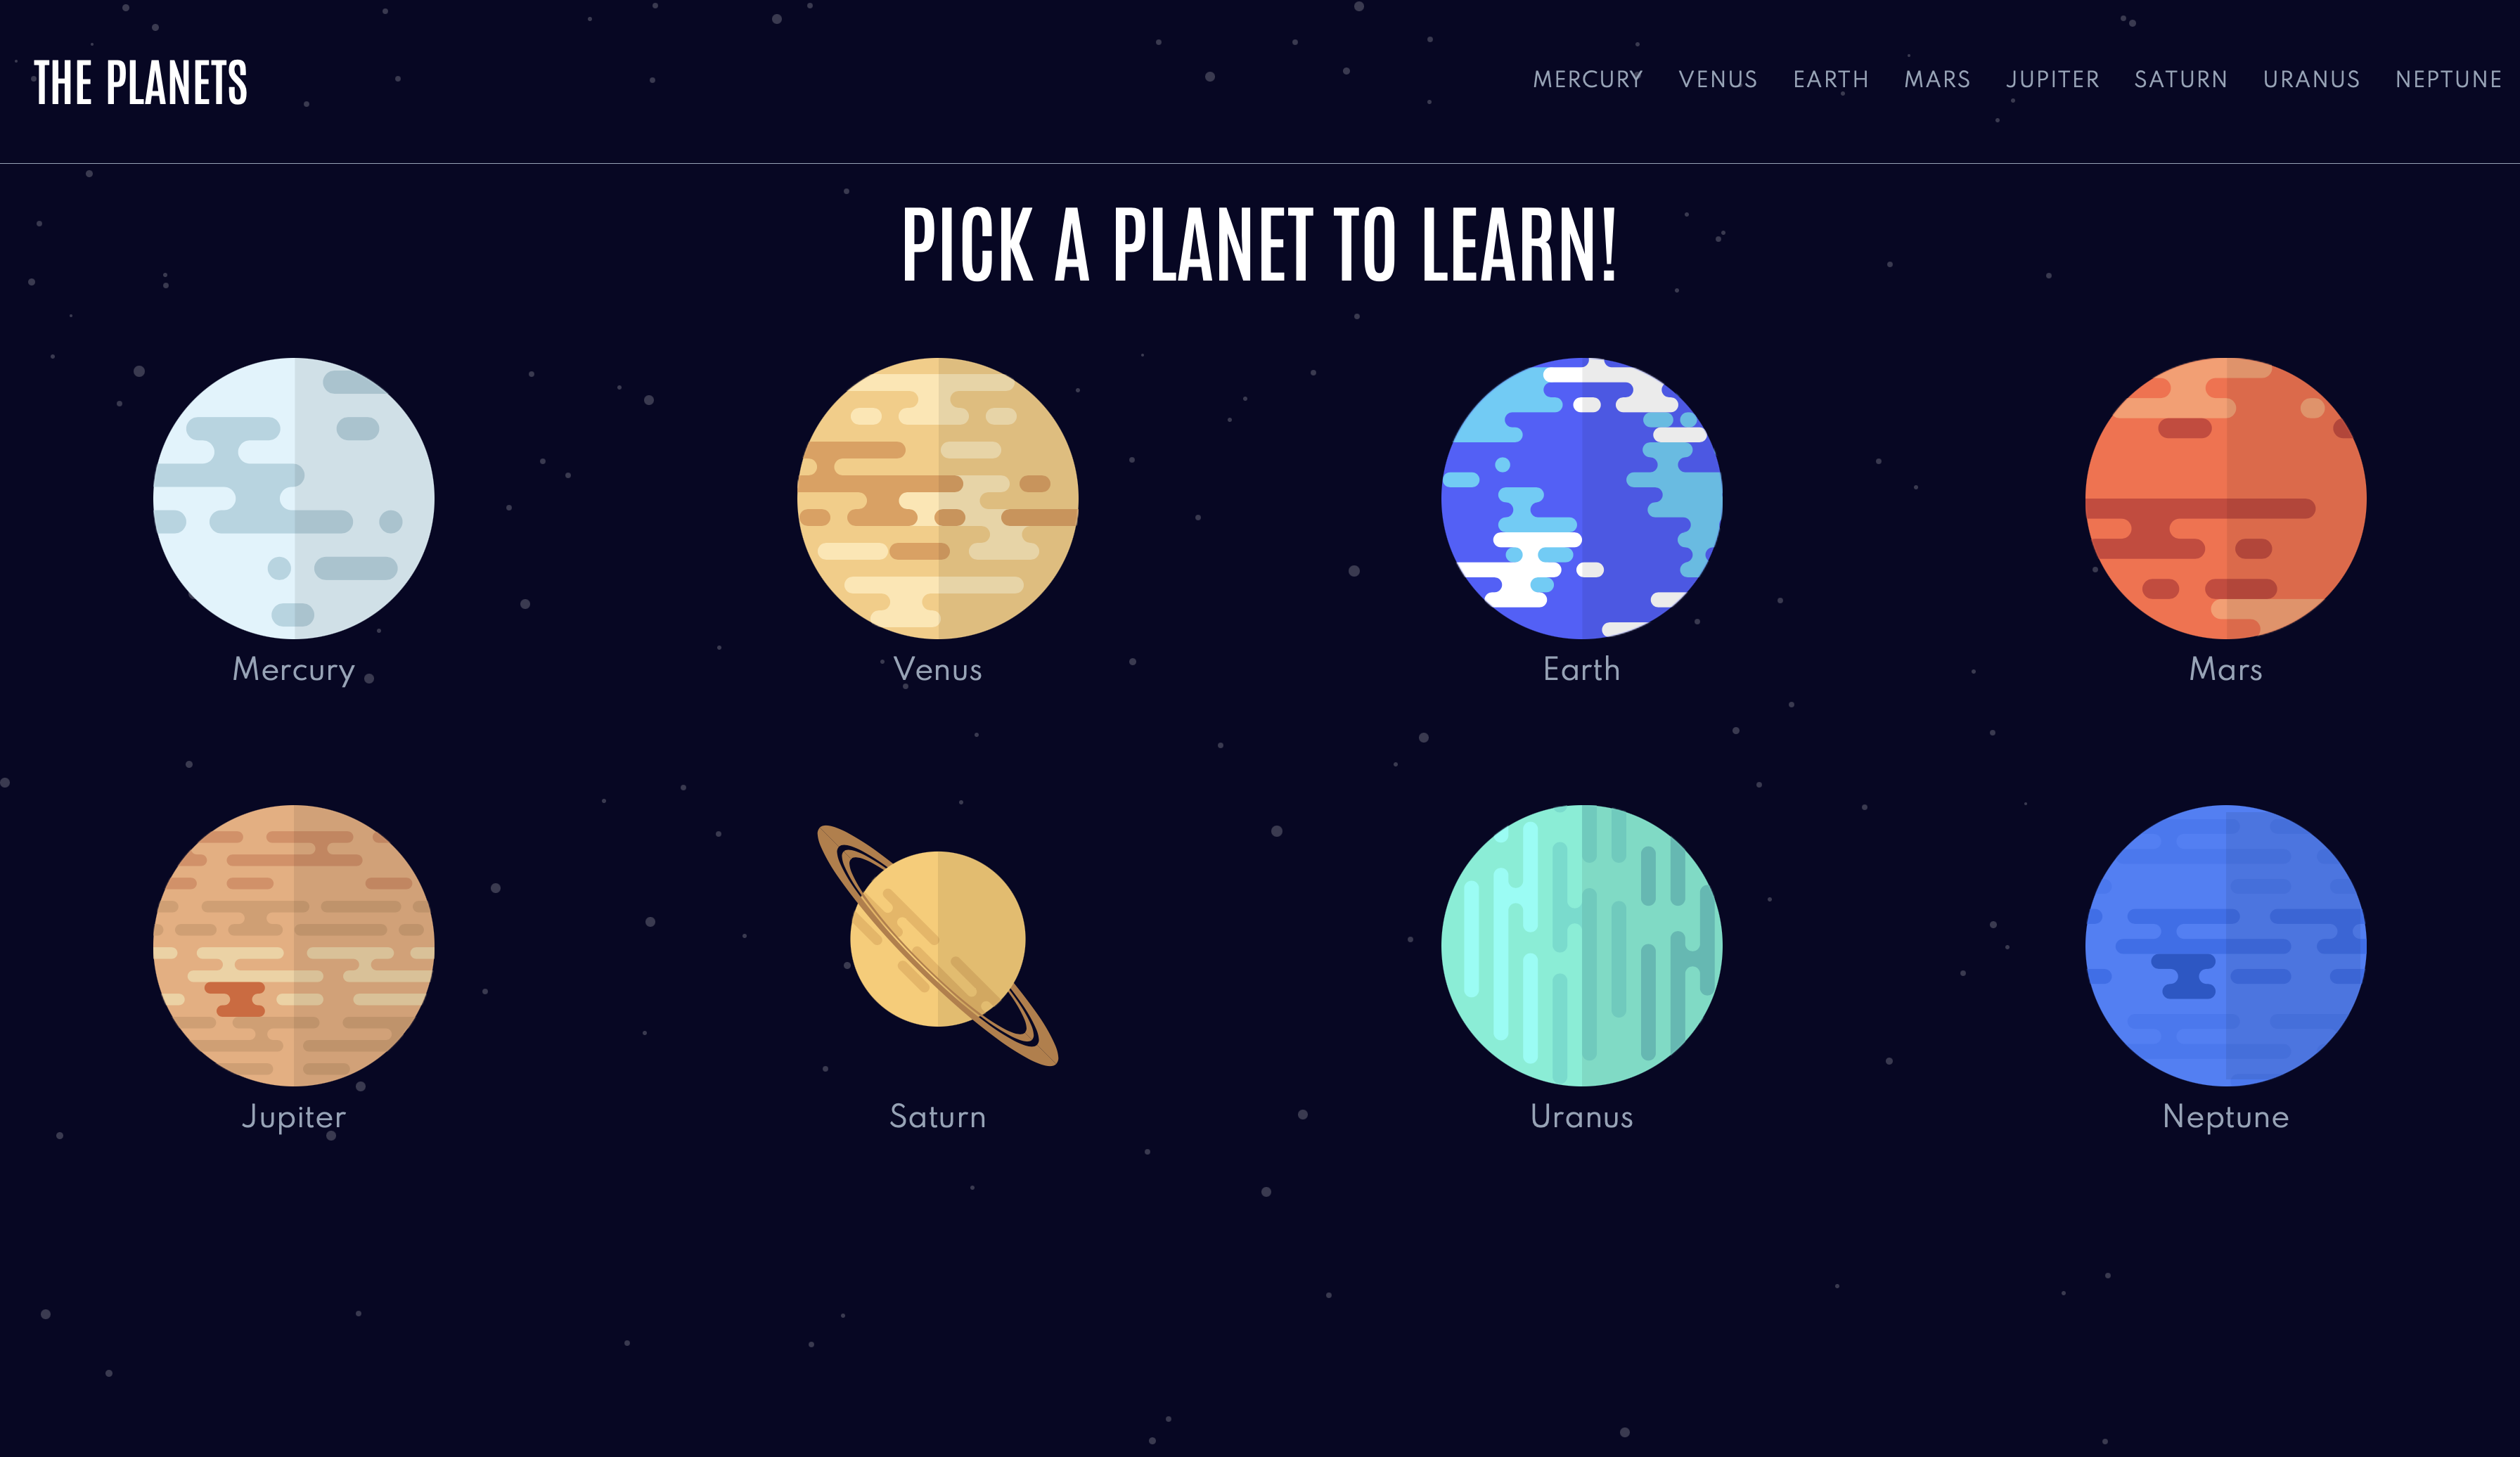 THE PLANETS
MERCURY VENUS EARTH MARS JUPITER SATURN URANUS NEPTUNE
PICK A PLANET TO LEARN!
Mercury Venus Earth Mars
Jupiter Saturn Uranus Neptune